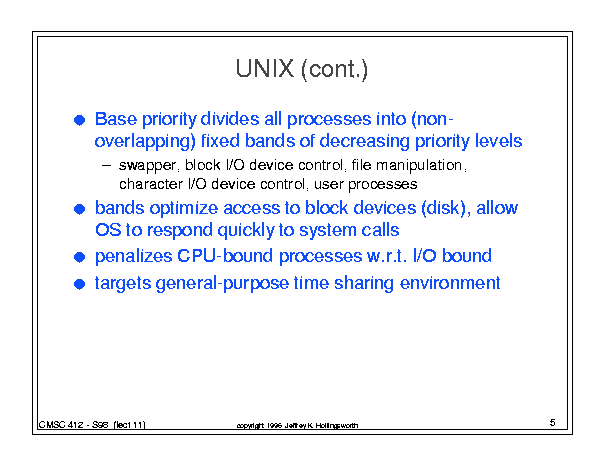 UNIX (cont.)
● Base priority divides all processes into (non-
overlapping) fixed bands of decreasing priority levels
– swapper, block I/O device control, file manipulation,
character I/O device control, user processes
● bands optimize access to block devices (disk), allow
OS to respond quickly to system calls
● penalizes CPU-bound processes w.r.t. I/O bound
● targets general-purpose time sharing environment
CMSC 412 - S96 (lect 11)
copyright 1996 Jeffrey K. Hollingsworth
5